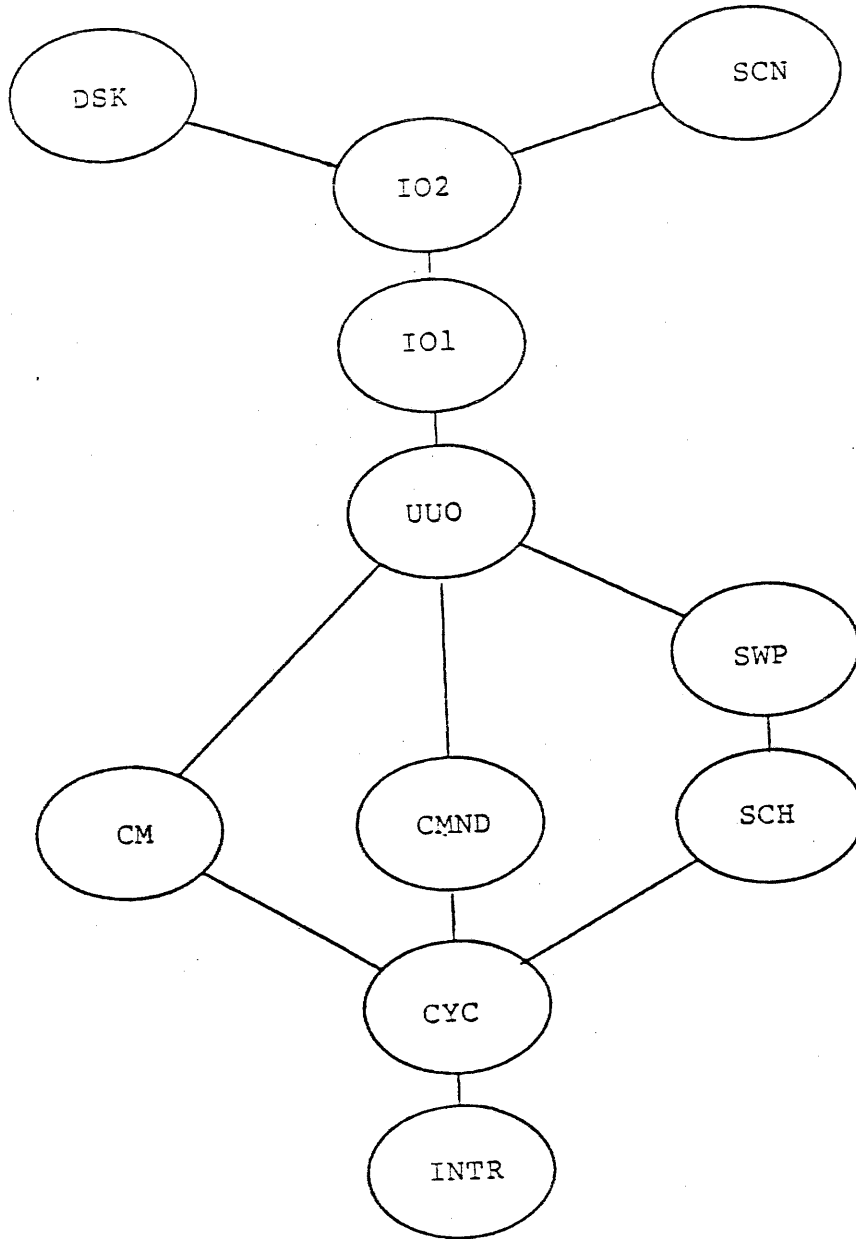 DSK
SCN
IO2
IO1
UUO
SWP
CM
CMND
SCH
CYC
INTR